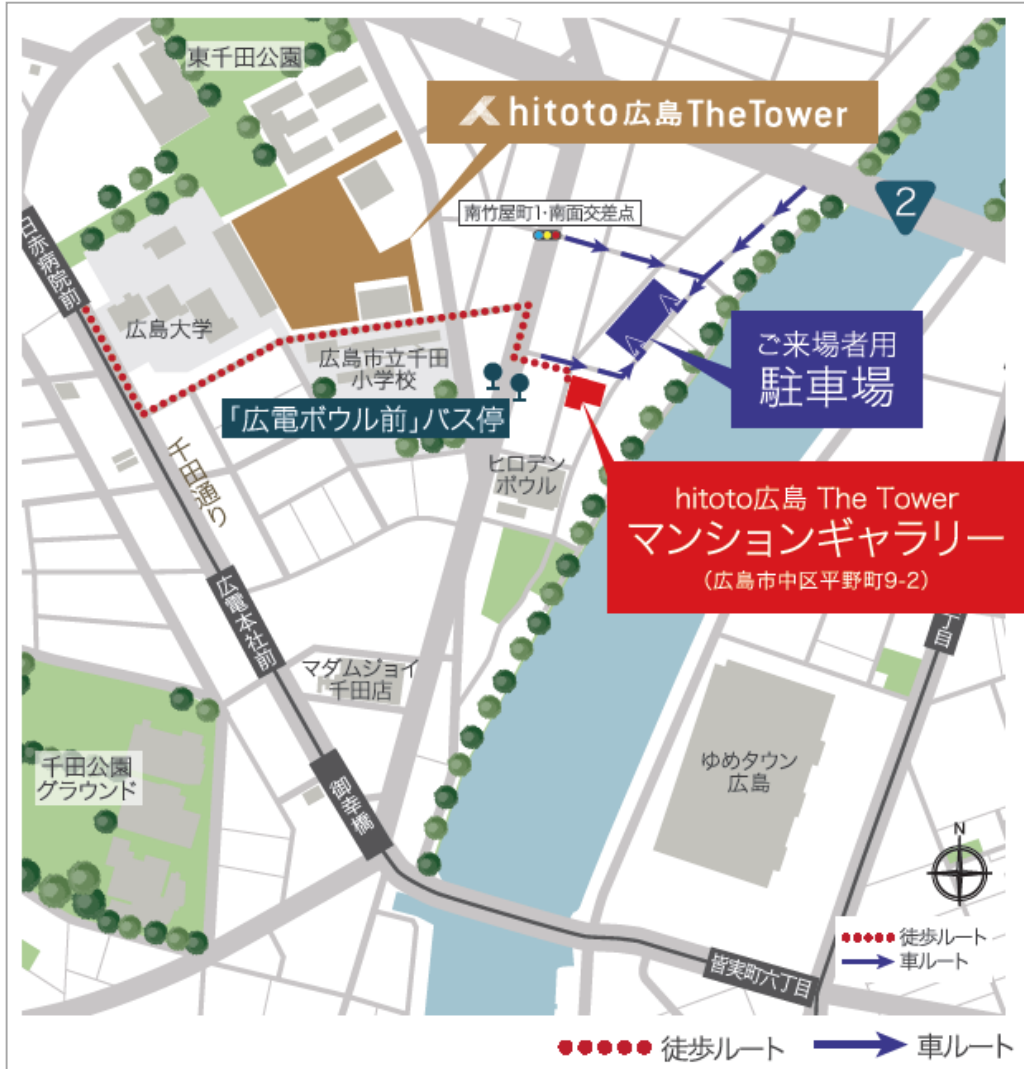 東千田公園
hitoto広島TheTower
2
南竹屋町1・南面交差点
日赤病院前
広島大学
広島市立千田
小学校
ご来場者用
駐車場
「広電ボウル前」バス停
千田通り
ヒロデン
ボウル
hitoto広島 The Tower
マンションギャラリー
(広島市中区平野町9-2)
広電本社前
丁目
マダムジョイ
千田店
千田公園
グラウンド
御幸橋
ゆめタウン
広島
N
徒歩ルート
車ルート
皆実町六丁目
徒歩ルート
車ルート